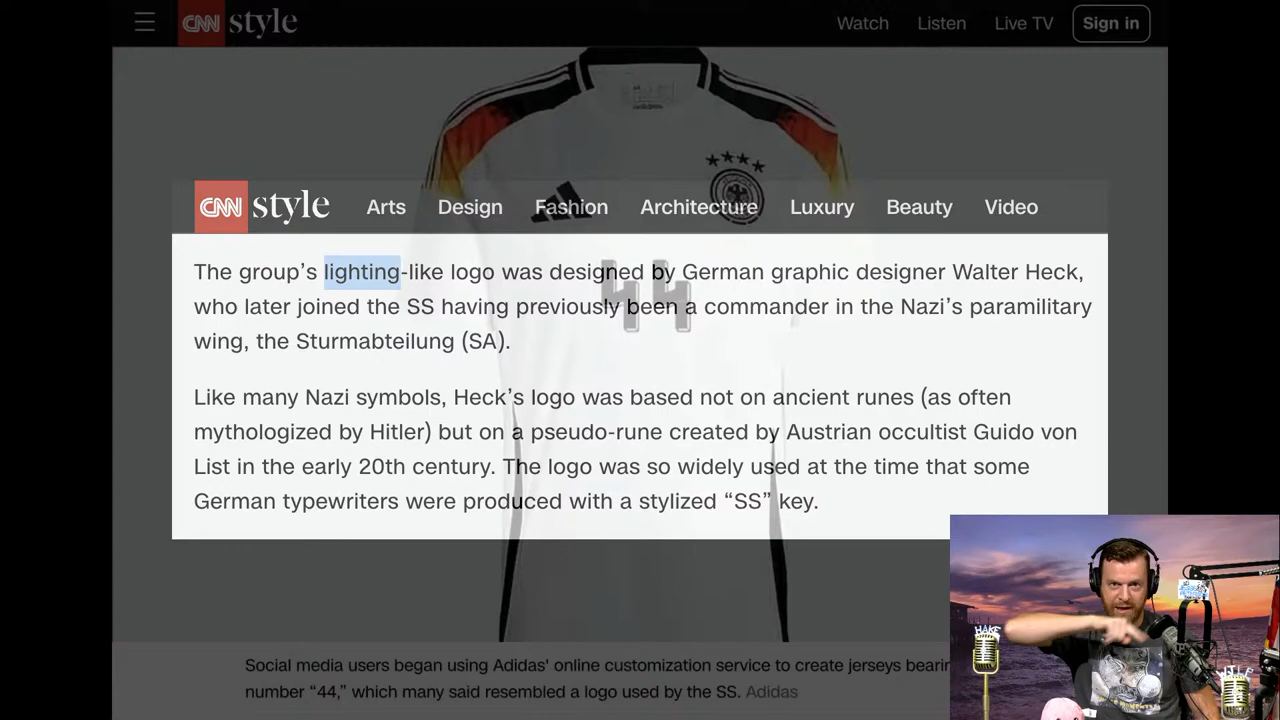 CNN style
Watch Listen Live TV Sign in
CNN style Arts Design Fashion Architecture Luxury Beauty Video
The group's lighting-like logo was designed by German graphic designer Walter Heck,
who later joined the SS having previously been a commander in the Nazi's paramilitary
wing, the Sturmabteilung (SA).
44
Like many Nazi symbols, Heck's logo was based not on ancient runes (as often
mythologized by Hitler) but on a pseudo-rune created by Austrian occultist Guido von
List in the early 20th century. The logo was so widely used at the time that some
German typewriters were produced with a stylized “SS” key.
Social media users began using Adidas' online customization service to create jerseys bearin
number “44,” which many said resembled a logo used by the SS. Adidas
HAKE